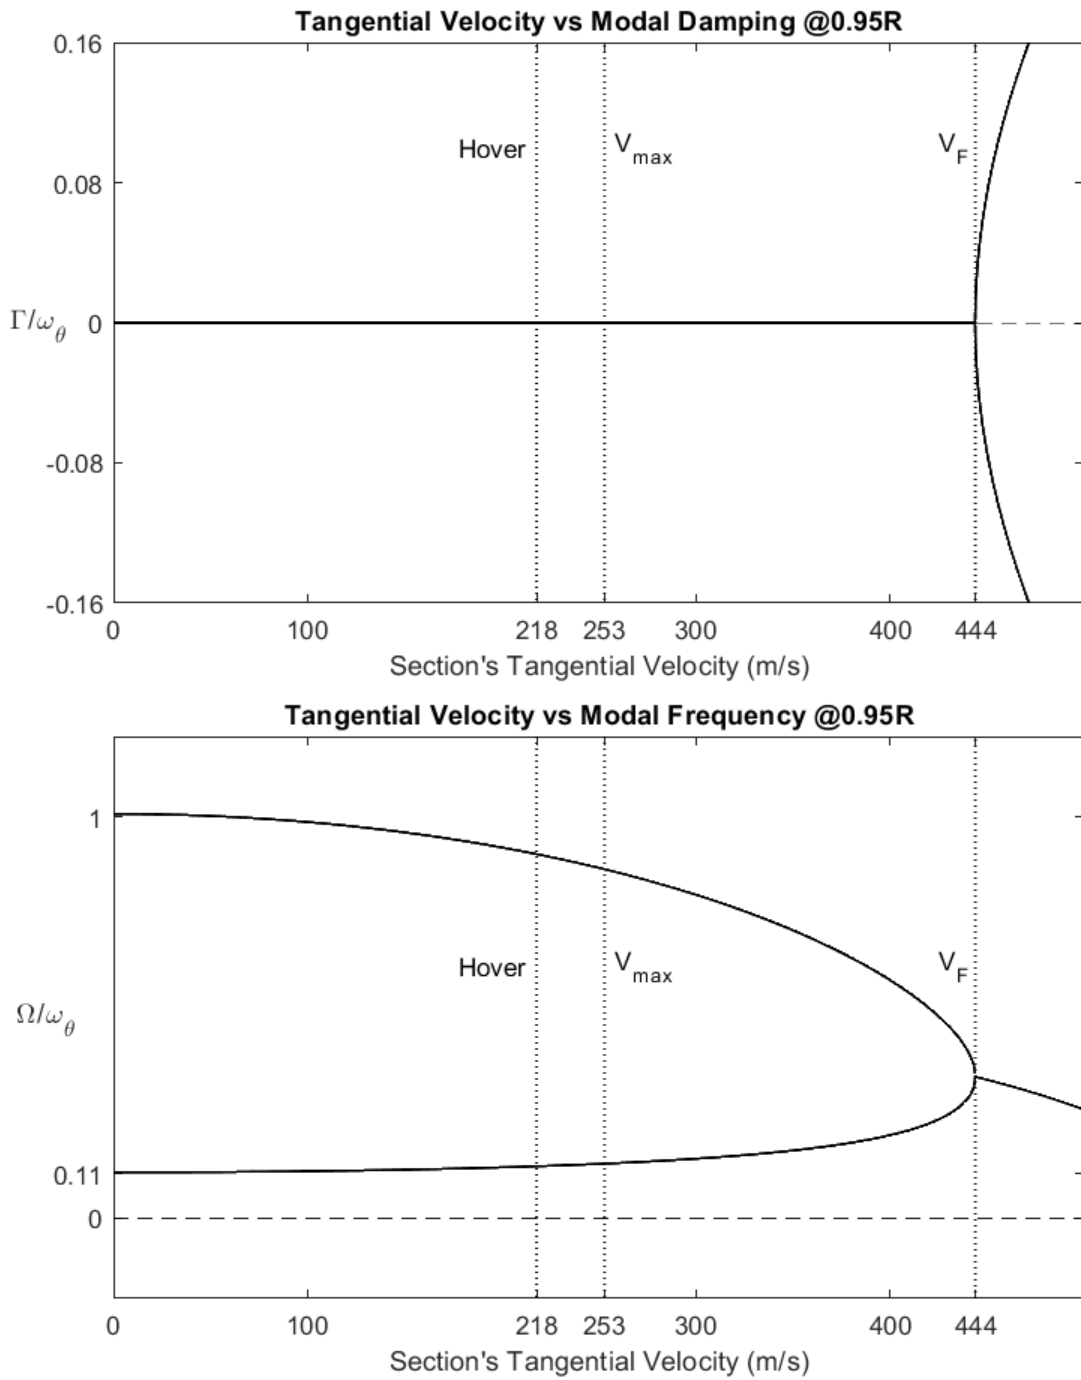 Tangential Velocity vs Modal Damping @0.95R
0.16
Hover
V_max
V_F
0.08
Γ/ω_θ
0
-0.08
-0.16
0 100 218 253 300 400 444
Section's Tangential Velocity (m/s)
Tangential Velocity vs Modal Frequency @0.95R
1
Hover
V_max
V_F
Ω/ω_θ
0.11
0
0 100 218 253 300 400 444
Section's Tangential Velocity (m/s)